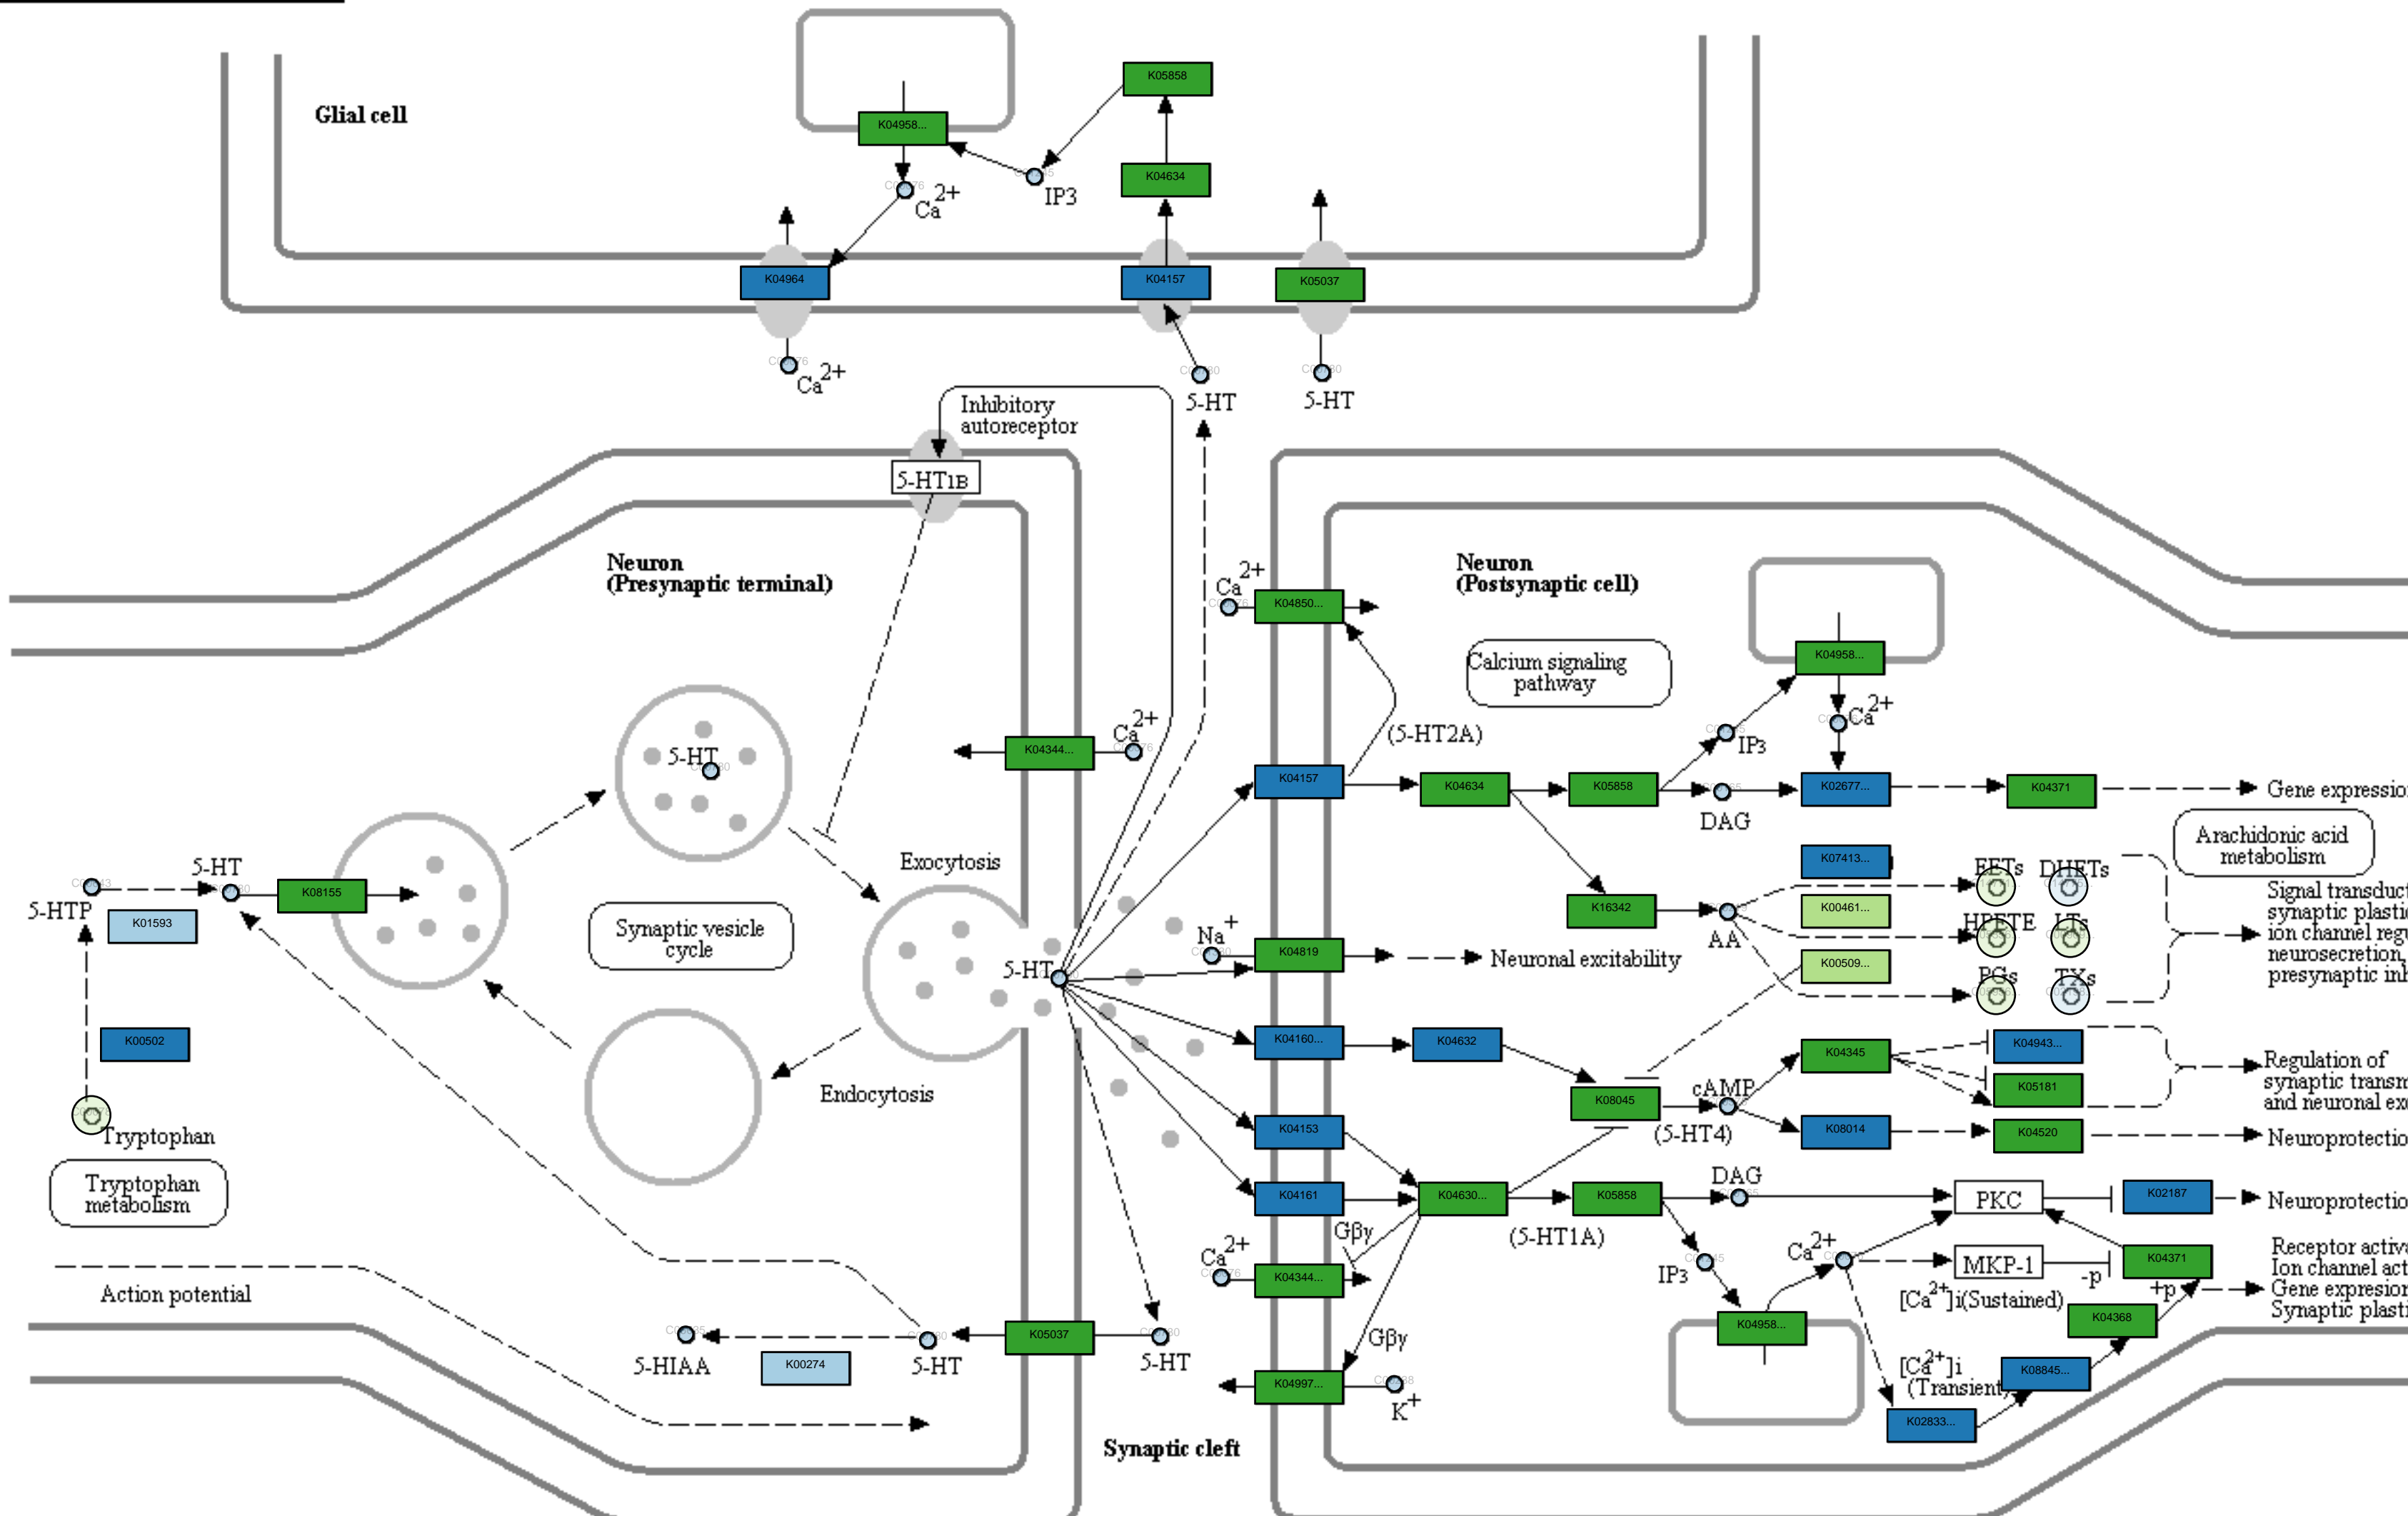 K05858
Glial cell
K04958...
K04634
Ca2+
IP3
K04964
K04157
K05037
Ca2+
5-HT
5-HT
Inhibitory
autoreceptor
5-HT1B
Neuron
(Presynaptic terminal)
Neuron
(Postsynaptic cell)
Ca2+
K04850...
Calcium signaling
pathway
K04958...
Ca2+
K04344...
(5-HT2A)
Ca2+
IP3
5-HT
K04157
K04634
K05858
DAG
K02677...
K04371
Gene expression
Arachidonic acid
metabolism
Exocytosis
K07413...
EETs
DHETs
5-HT
K08155
5-HTP
K01593
K16342
AA
K00461...
HPETE
LTs
K00509...
PGs
TXs
Signal transduct
synaptic plastic
ion channel regu
neurosecretion,
presynaptic inh
Synaptic vesicle
cycle
Na+
K04819
Neuronal excitability
5-HT
K00502
K04160...
K04632
K04345
K04943...
K05181
Regulation of
synaptic transm
and neuronal exc
Endocytosis
K08045
cAMP
(5-HT4)
K08014
K04520
Neuroprotectio
Tryptophan
Tryptophan
metabolism
K04153
K04161
K04630...
K05858
(5-HT1A)
DAG
PKC
K02187
Neuroprotectio
Gβγ
Ca2+
K04344...
IP3
Ca2+
MKP-1
-p
K04371
+p
[Ca2+]i(Sustained)
K04368
Receptor activa
Ion channel act
Gene expresion
Synaptic plasti
Action potential
K04958...
5-HIAA
K00274
5-HT
K05037
5-HT
Gβγ
K04997...
K+
[Ca2+]i
(Transient)
K08845...
K02833...
Synaptic cleft